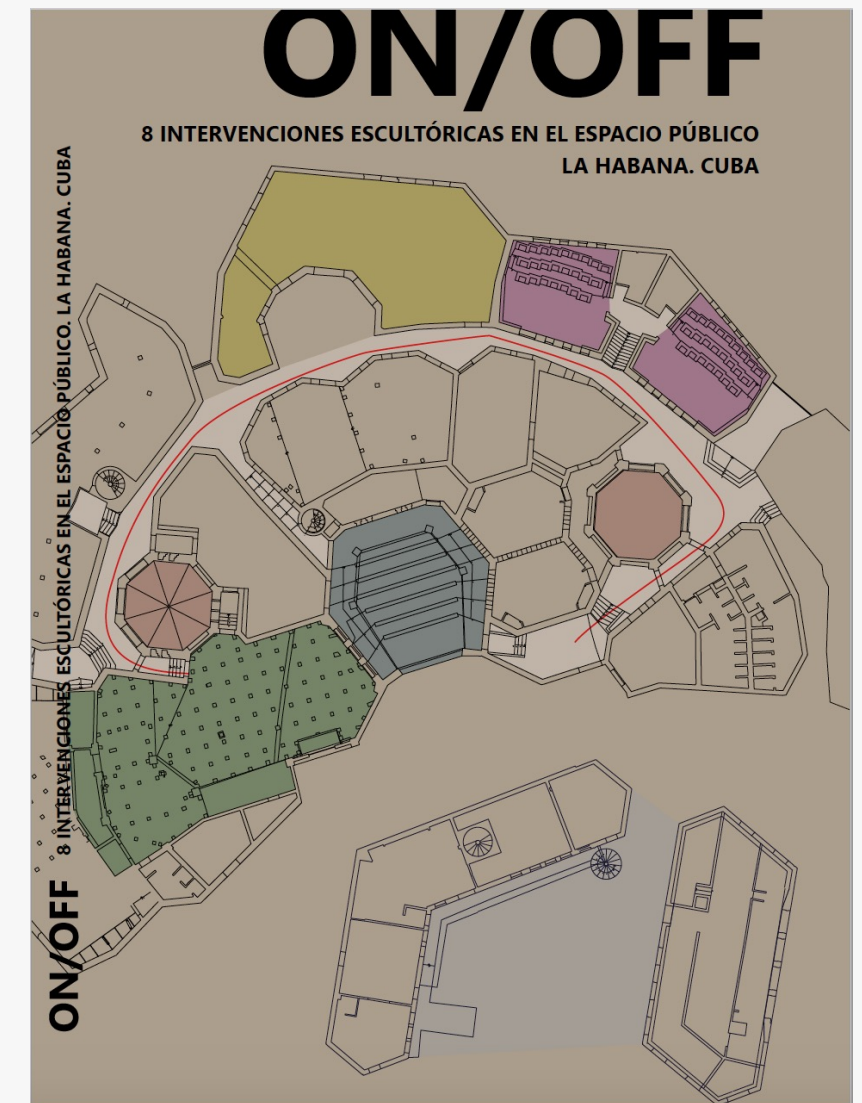 ON/OFF
8 INTERVENCIONES ESCULTÓRICAS EN EL ESPACIO PÚBLICO
LA HABANA. CUBA
ON/OFF 8 INTERVENCIONES ESCULTÓRICAS EN EL ESPACIO PÚBLICO. LA HABANA. CUBA